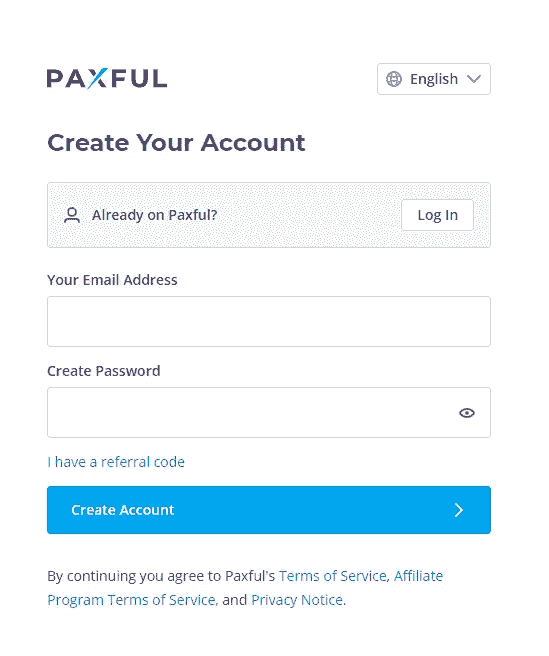 PAXFUL
English
Create Your Account
Already on Paxful?
Log In
Your Email Address
Create Password
I have a referral code
Create Account
By continuing you agree to Paxful's Terms of Service, Affiliate
Program Terms of Service, and Privacy Notice.